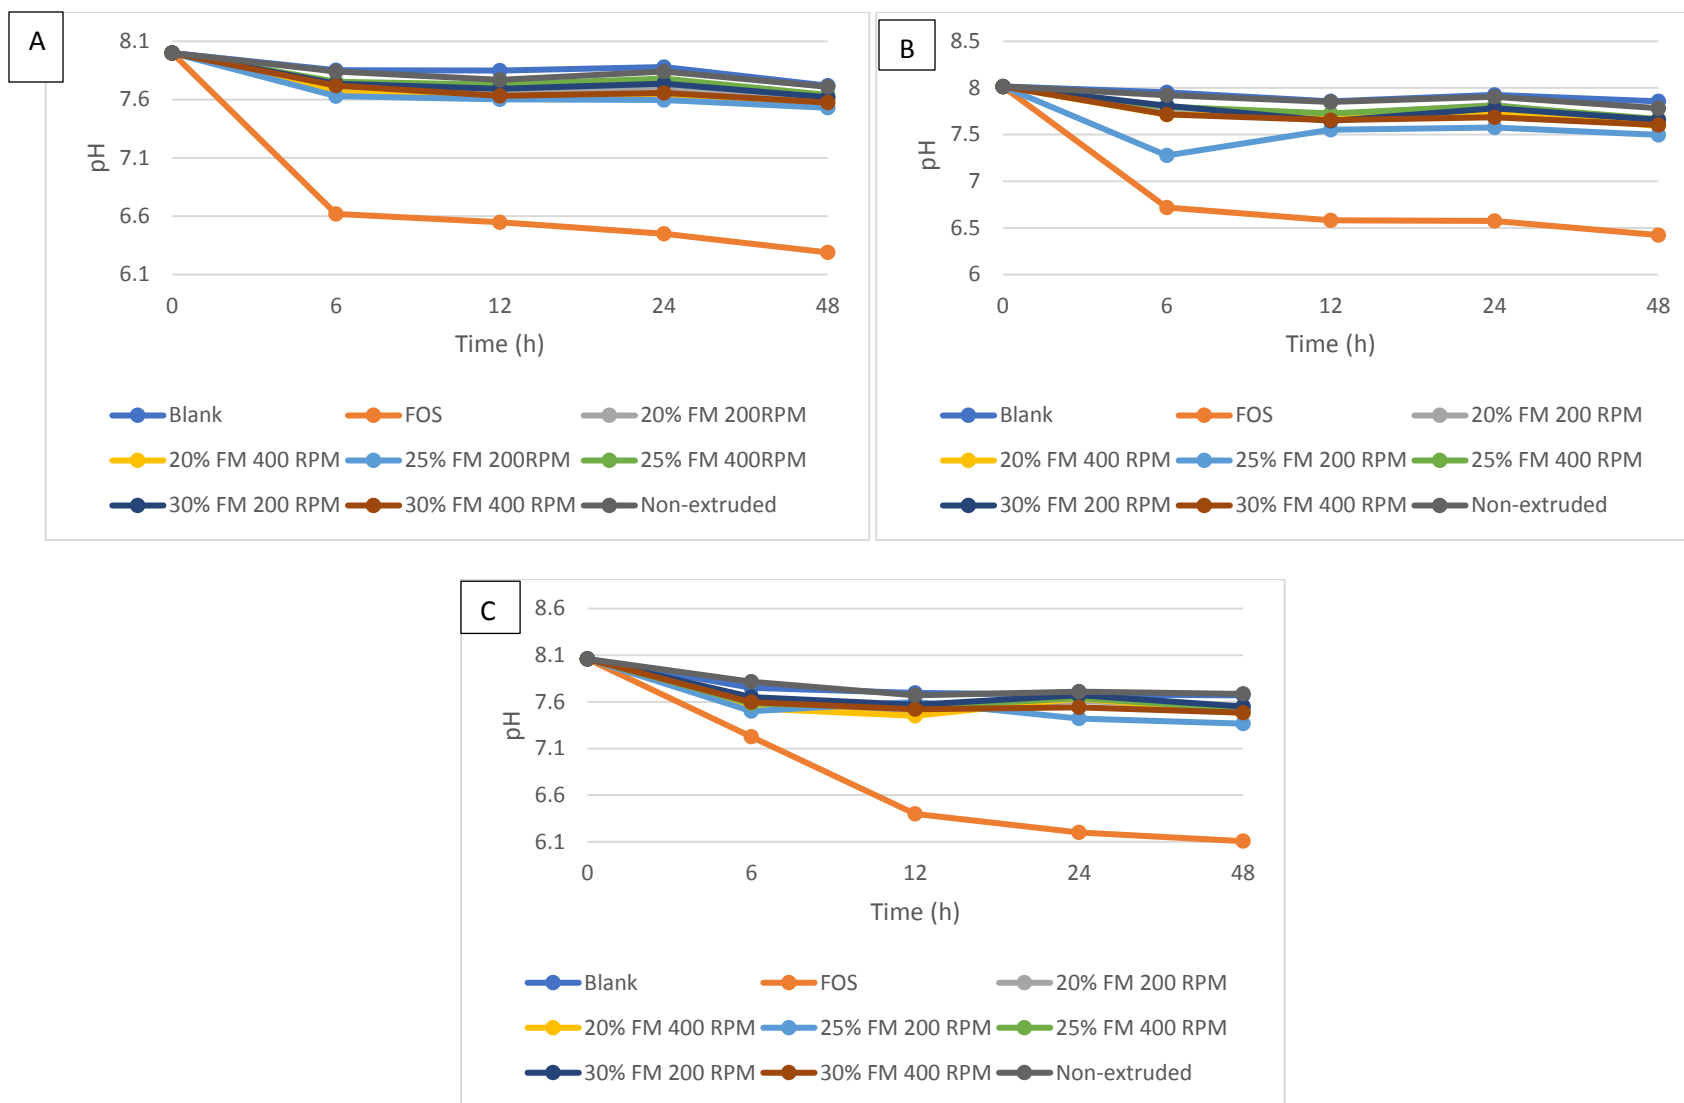 A
8.1
7.6
7.1
6.6
6.1
pH
0 6 12 24 48
Time (h)
Blank FOS 20% FM 200RPM
20% FM 400 RPM 25% FM 200RPM 25% FM 400RPM
30% FM 200 RPM 30% FM 400 RPM Non-extruded
B
8.5
8
7.5
7
6.5
6
pH
0 6 12 24 48
Time (h)
Blank FOS 20% FM 200 RPM
20% FM 400 RPM 25% FM 200 RPM 25% FM 400 RPM
30% FM 200 RPM 30% FM 400 RPM Non-extruded
C
8.6
8.1
7.6
7.1
6.6
6.1
pH
0 6 12 24 48
Time (h)
Blank FOS 20% FM 200 RPM
20% FM 400 RPM 25% FM 200 RPM 25% FM 400 RPM
30% FM 200 RPM 30% FM 400 RPM Non-extruded